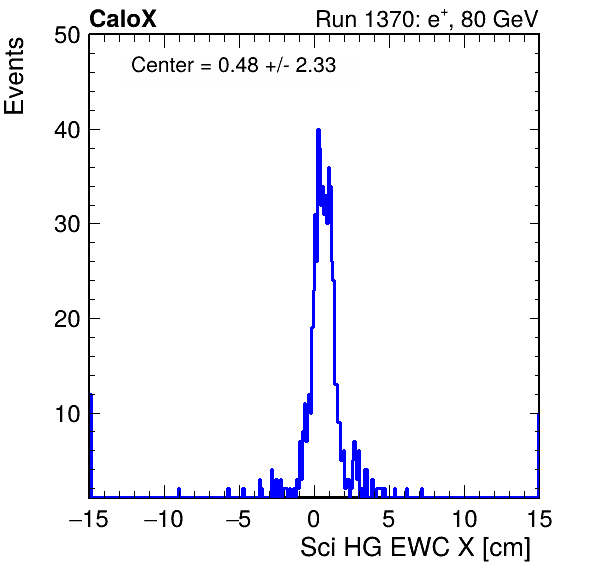 CaloX Run 1370: e⁺, 80 GeV
Center = 0.48 +/- 2.33
Events
50
40
30
20
10
−15 −10 −5 0 5 10 15
Sci HG EWC X [cm]